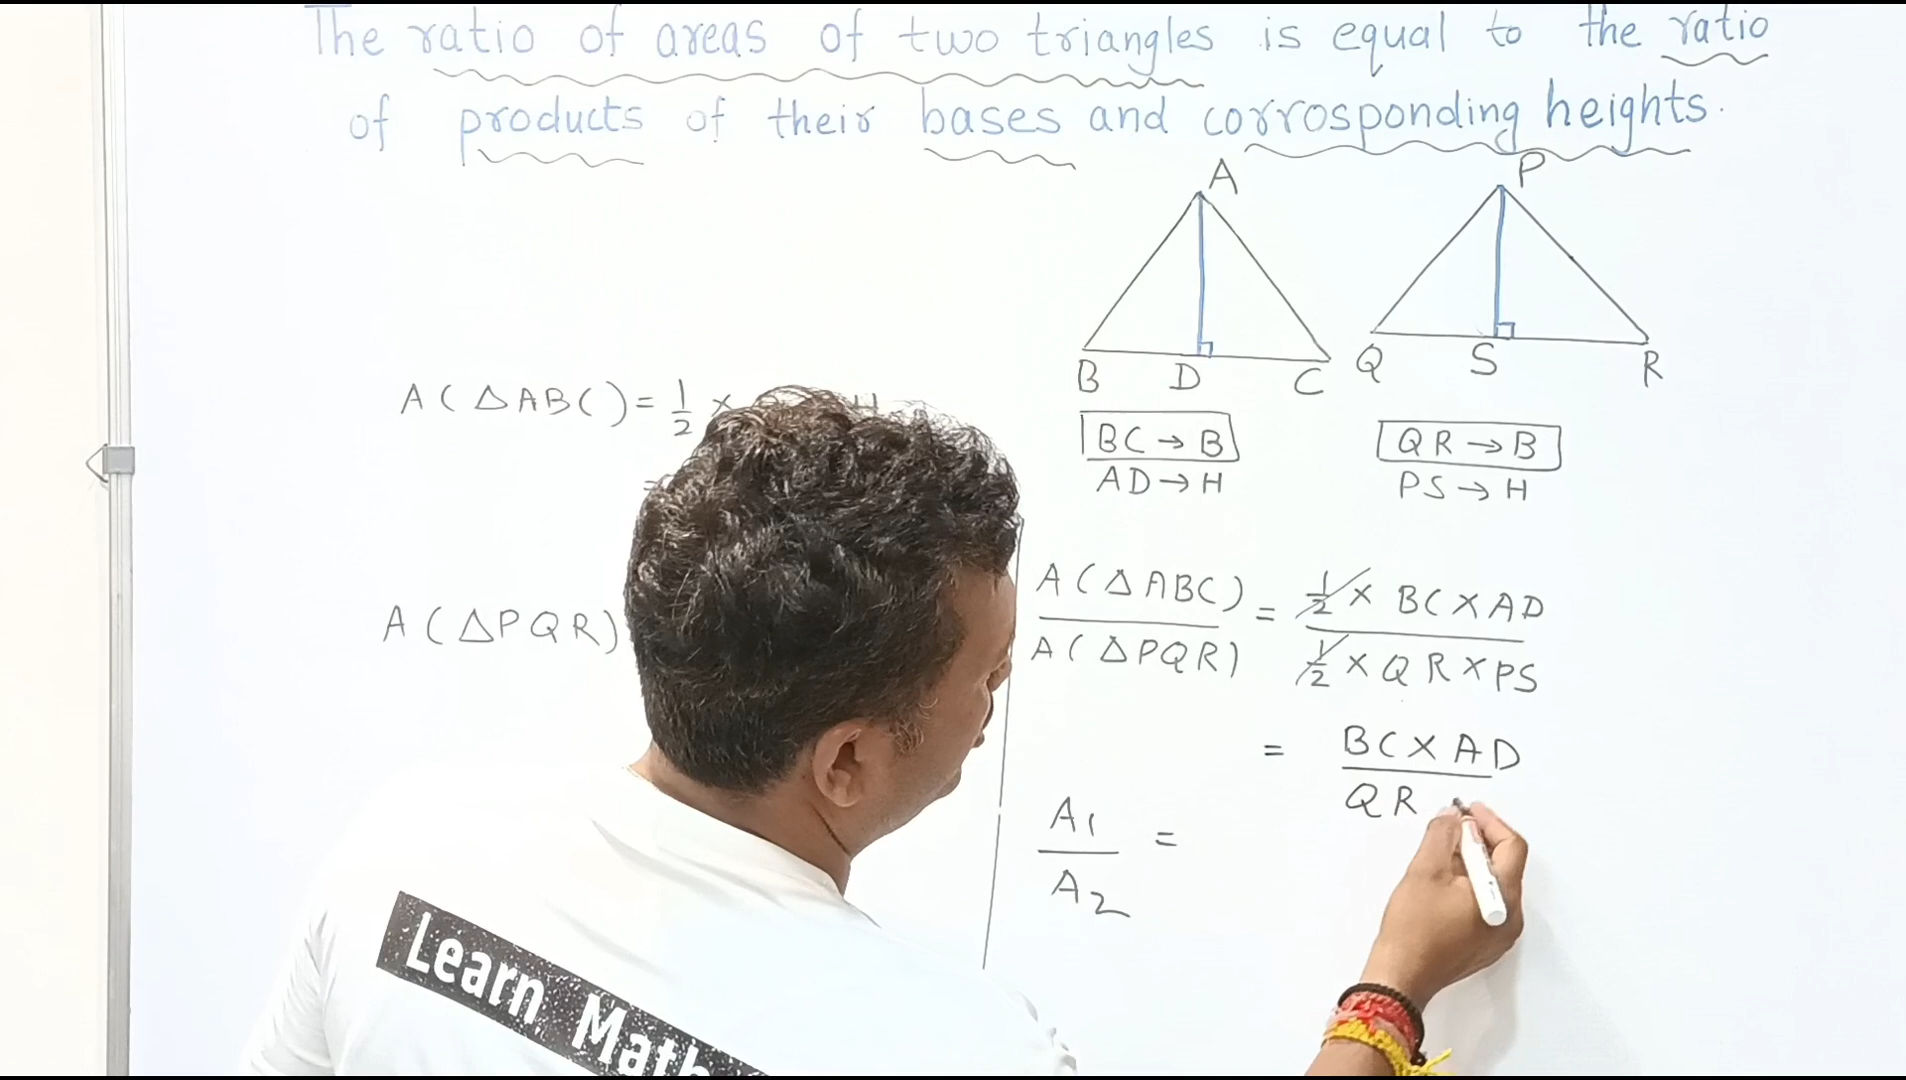 The ratio of areas of two triangles is equal to the ratio
of products of their bases and corrosponding heights.
A
P
B D C
Q S R
A(△ABC) = 1/2 ×
=
A(△PQR)
BC → B
AD → H
QR → B
PS → H
A(△ABC) / A(△PQR) = 1/2 × BC × AD / 1/2 × QR × PS
= BC × AD / QR
A1 / A2 =
Learn Math